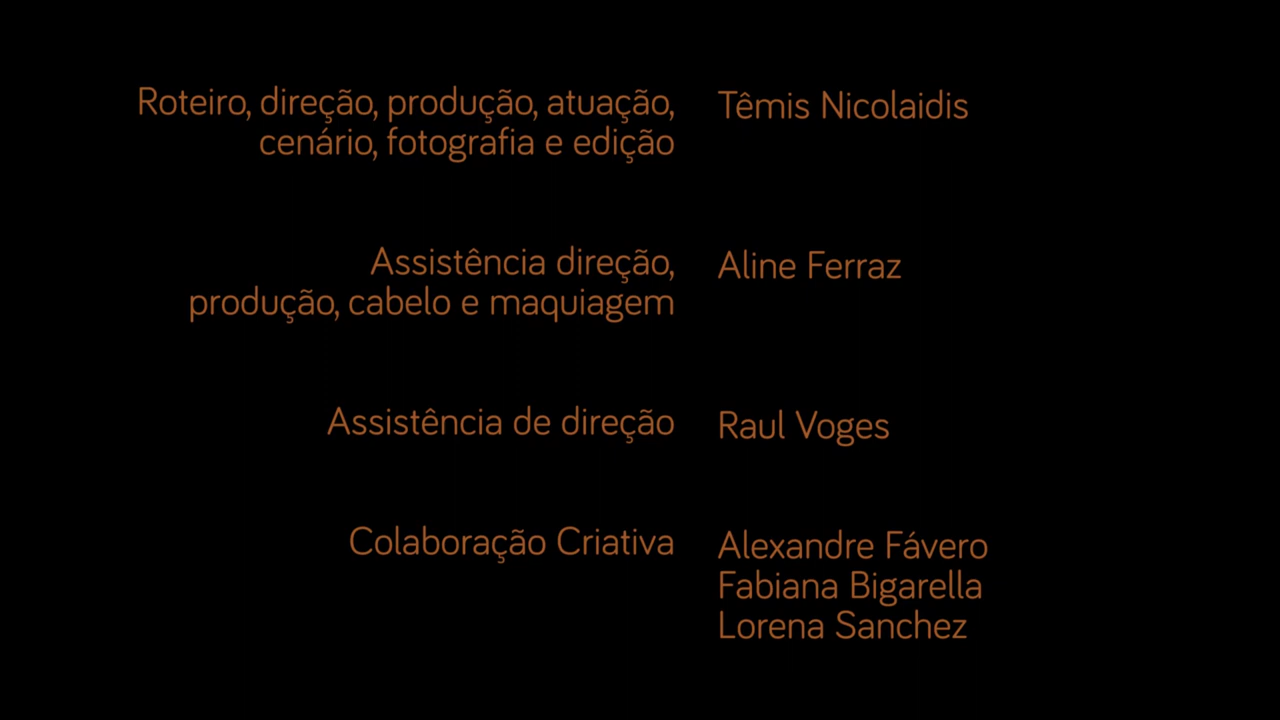 Roteiro, direção, produção, atuação,
cenário, fotografia e edição
Têmis Nicolaidis
Assistência direção,
produção, cabelo e maquiagem
Aline Ferraz
Assistência de direção
Raul Voges
Colaboração Criativa
Alexandre Fávero
Fabiana Bigarella
Lorena Sanchez